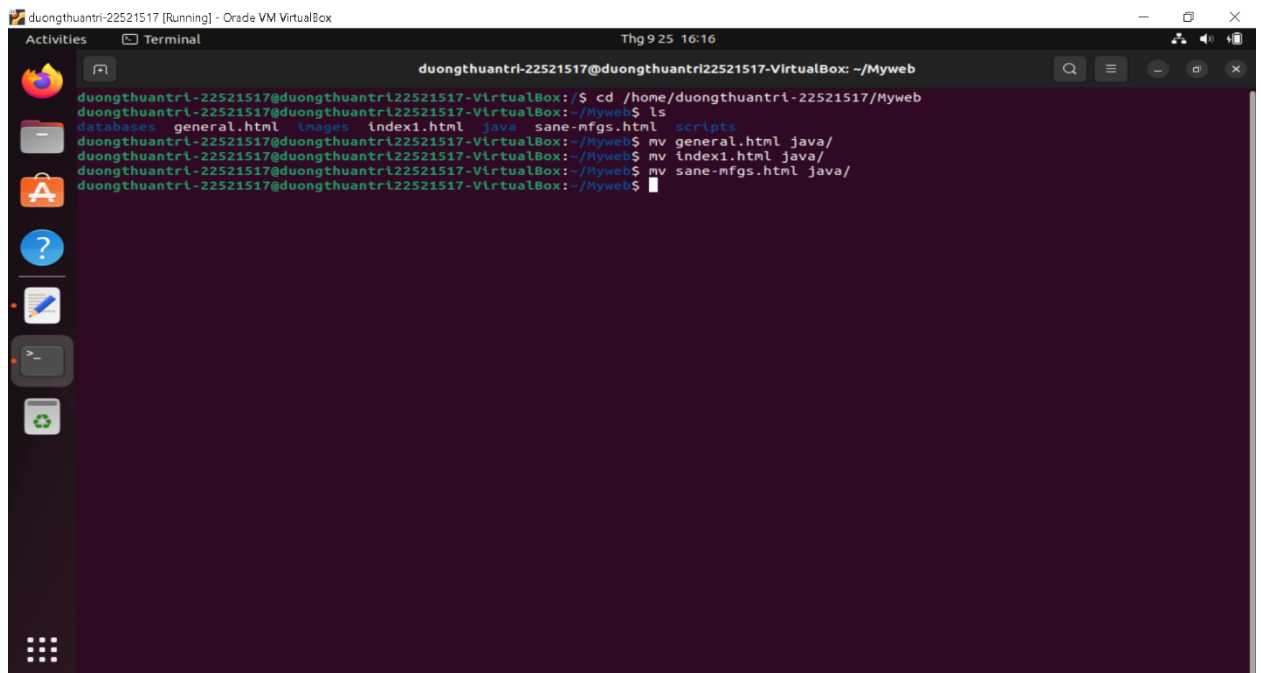 duongthuantri-22521517 [Running] - Oracle VM VirtualBox
Activities Terminal Thg 9 25 16:16
duongthuantri-22521517@duongthuantri22521517-VirtualBox: ~/Myweb
duongthuantri-22521517@duongthuantri22521517-VirtualBox:/$ cd /home/duongthuantri-22521517/Myweb
duongthuantri-22521517@duongthuantri22521517-VirtualBox:~/Myweb$ ls
databases general.html images index1.html java sane-mfgs.html scripts
duongthuantri-22521517@duongthuantri22521517-VirtualBox:~/Myweb$ mv general.html java/
duongthuantri-22521517@duongthuantri22521517-VirtualBox:~/Myweb$ mv index1.html java/
duongthuantri-22521517@duongthuantri22521517-VirtualBox:~/Myweb$ mv sane-mfgs.html java/
duongthuantri-22521517@duongthuantri22521517-VirtualBox:~/Myweb$